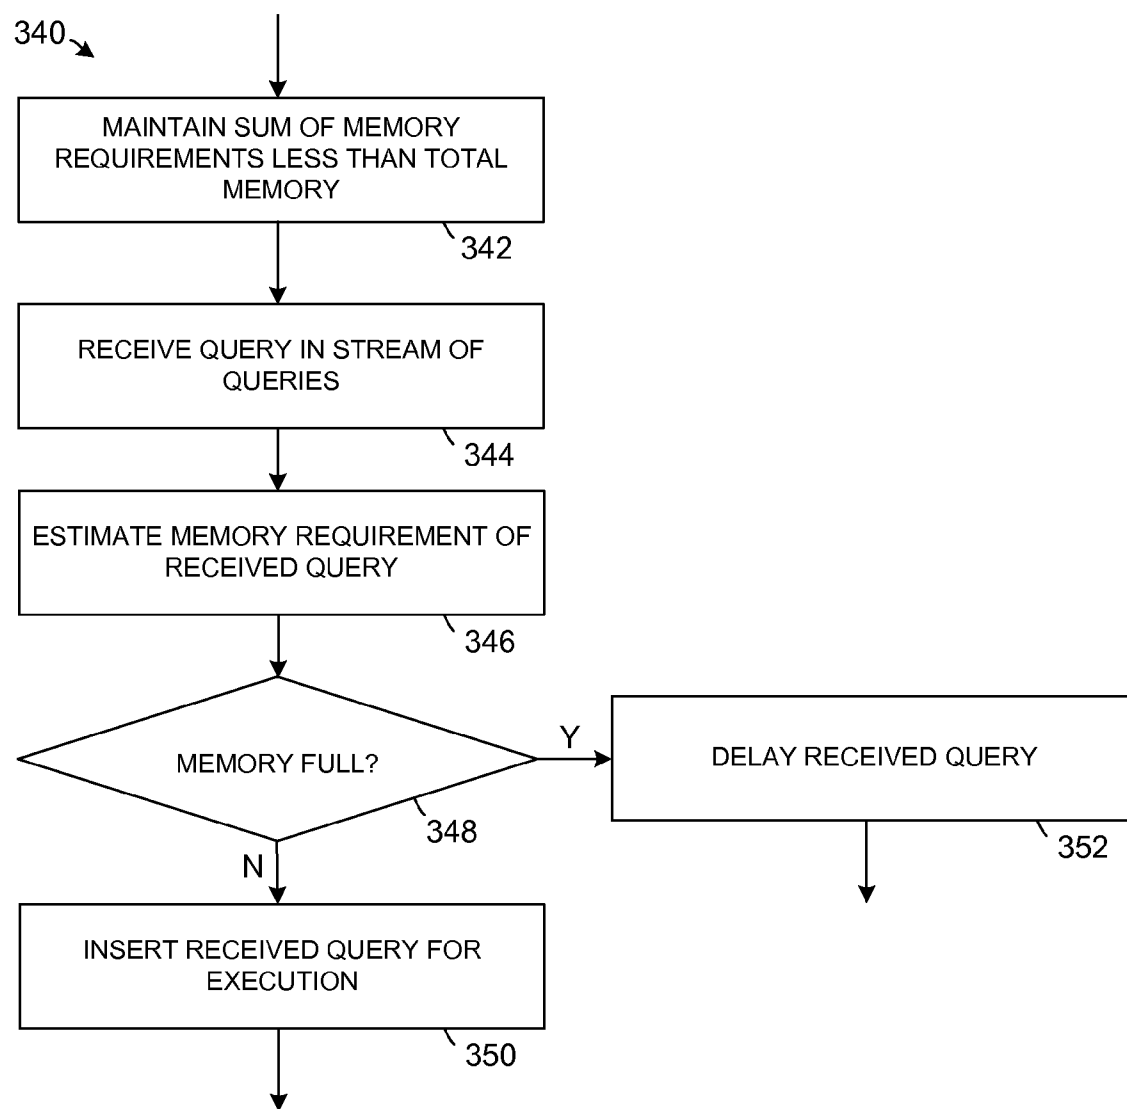 340
MAINTAIN SUM OF MEMORY
REQUIREMENTS LESS THAN TOTAL
MEMORY
342
RECEIVE QUERY IN STREAM OF
QUERIES
344
ESTIMATE MEMORY REQUIREMENT OF
RECEIVED QUERY
346
MEMORY FULL?
348
Y
DELAY RECEIVED QUERY
352
N
INSERT RECEIVED QUERY FOR
EXECUTION
350